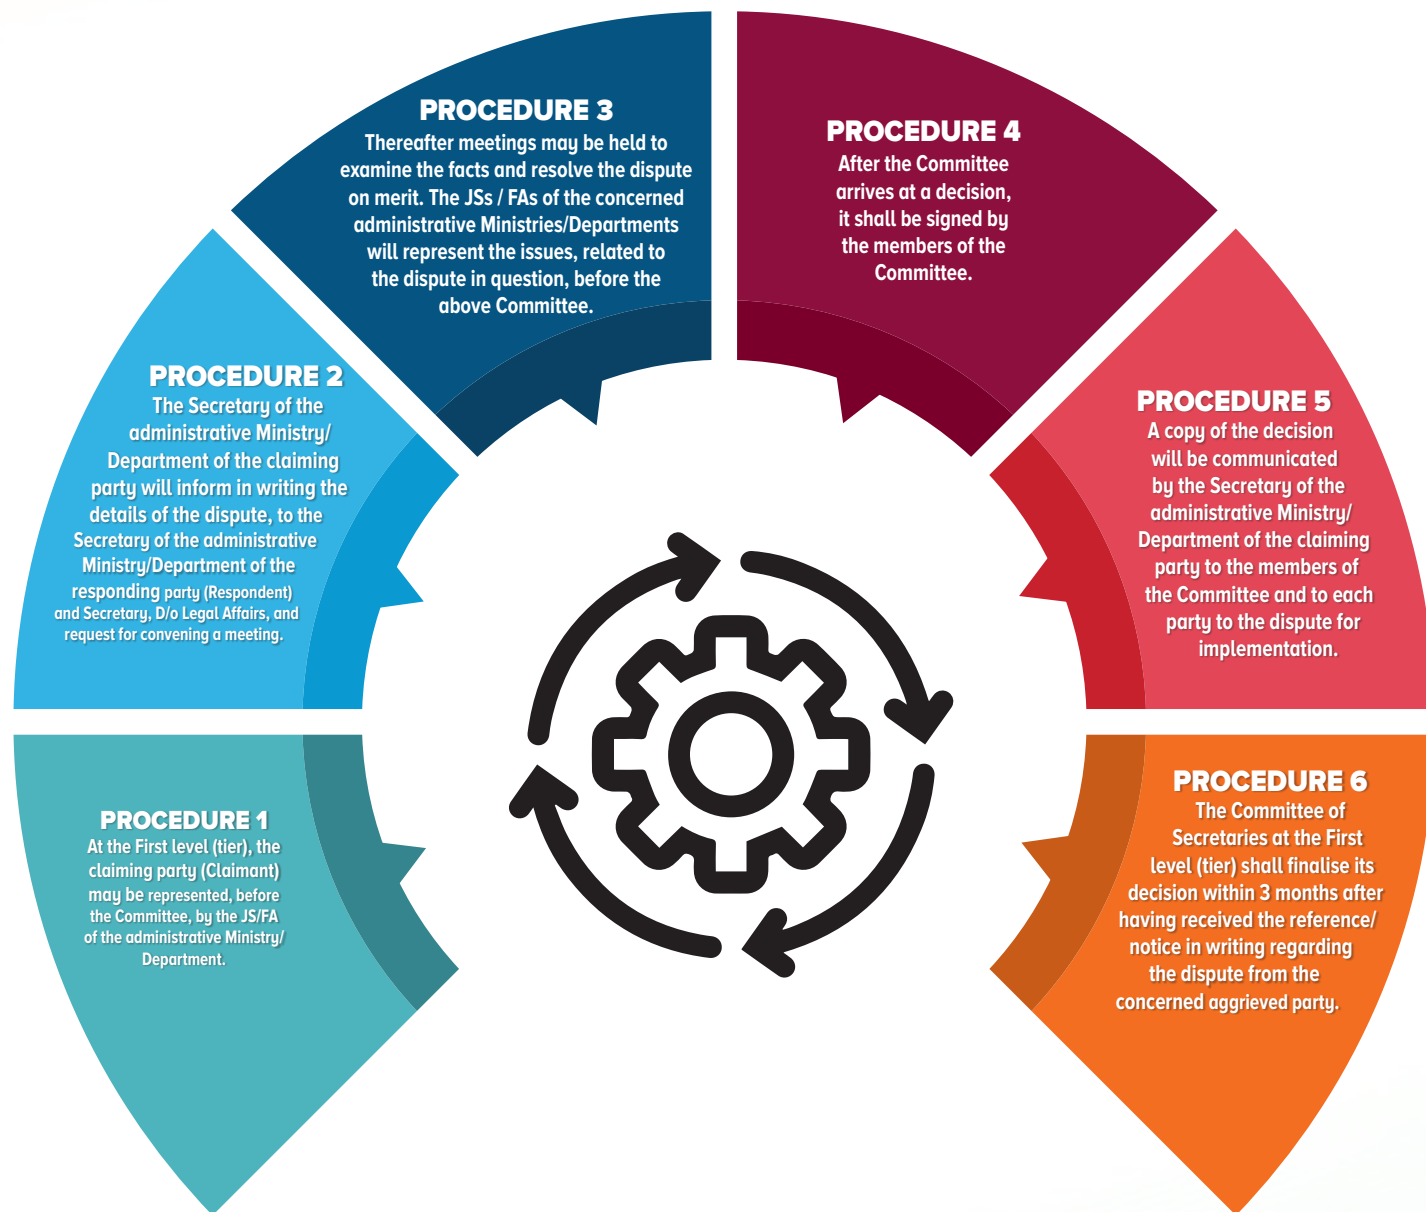 PROCEDURE 1
At the First level (tier), the
claiming party (Claimant)
may be represented, before
the Committee, by the JS/FA
of the administrative Ministry/
Department.
PROCEDURE 2
The Secretary of the
administrative Ministry/
Department of the claiming
party will inform in writing the
details of the dispute, to the
Secretary of the administrative
Ministry/Department of the
responding party (Respondent)
and Secretary, D/o Legal Affairs, and
request for convening a meeting.
PROCEDURE 3
Thereafter meetings may be held to
examine the facts and resolve the dispute
on merit. The JSs / FAs of the concerned
administrative Ministries/Departments
will represent the issues, related to
the dispute in question, before the
above Committee.
PROCEDURE 4
After the Committee
arrives at a decision,
it shall be signed by
the members of the
Committee.
PROCEDURE 5
A copy of the decision
will be communicated
by the Secretary of the
administrative Ministry/
Department of the claiming
party to the members of
the Committee and to each
party to the dispute for
implementation.
PROCEDURE 6
The Committee of
Secretaries at the First
level (tier) shall finalise its
decision within 3 months after
having received the reference/
notice in writing regarding
the dispute from the
concerned aggrieved party.